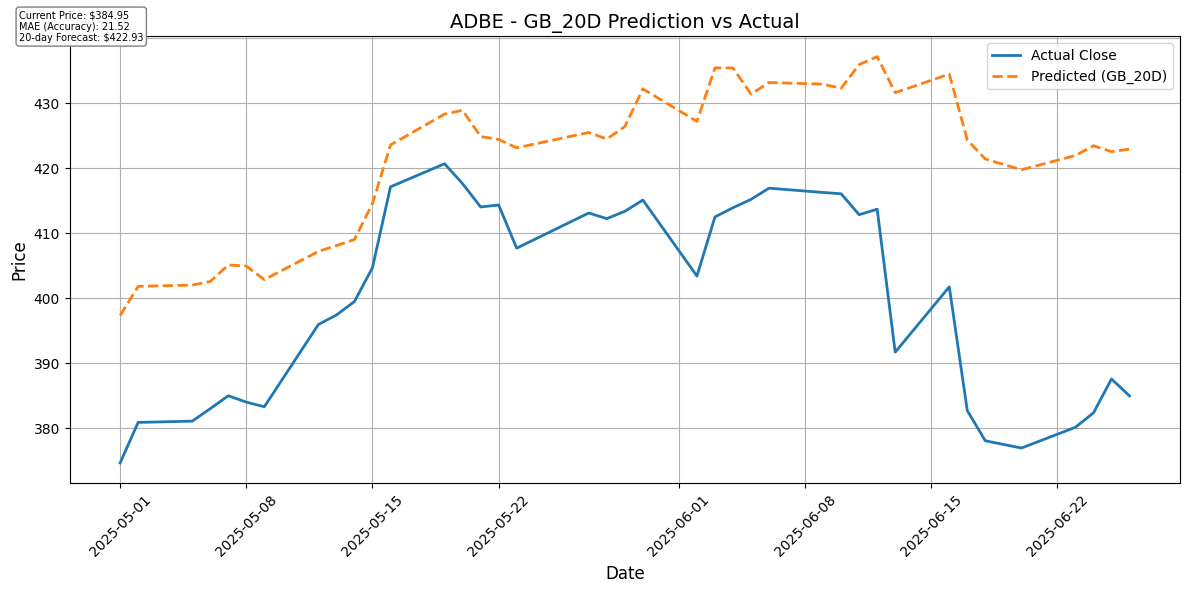 ADBE - GB_20D Prediction vs Actual
Current Price: $384.95
MAE (Accuracy): 21.52
20-day Forecast: $422.93
Actual Close
Predicted (GB_20D)
Price
430
420
410
400
390
380
2025-05-01
2025-05-08
2025-05-15
2025-05-22
2025-06-01
2025-06-08
2025-06-15
2025-06-22
Date